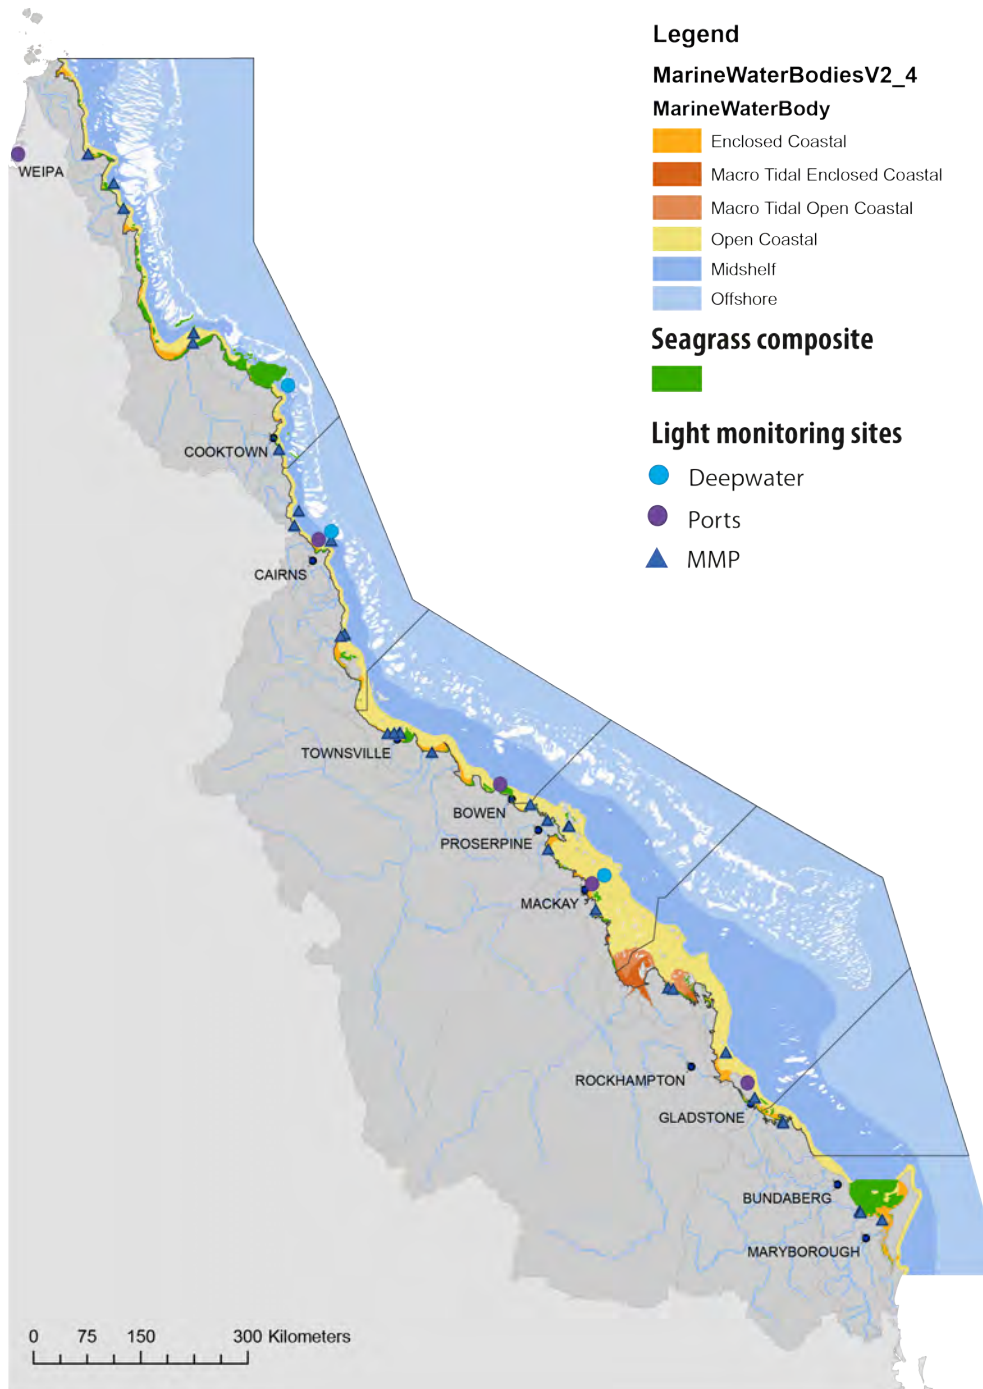 Legend
MarineWaterBodiesV2_4
MarineWaterBody
Enclosed Coastal
Macro Tidal Enclosed Coastal
Macro Tidal Open Coastal
Open Coastal
Midshelf
Offshore
Seagrass composite
Light monitoring sites
Deepwater
Ports
MMP
WEIPA
COOKTOWN
CAIRNS
TOWNSVILLE
BOWEN
PROSERPINE
MACKAY
ROCKHAMPTON
GLADSTONE
BUNDABERG
MARYBOROUGH
0 75 150 300 Kilometers